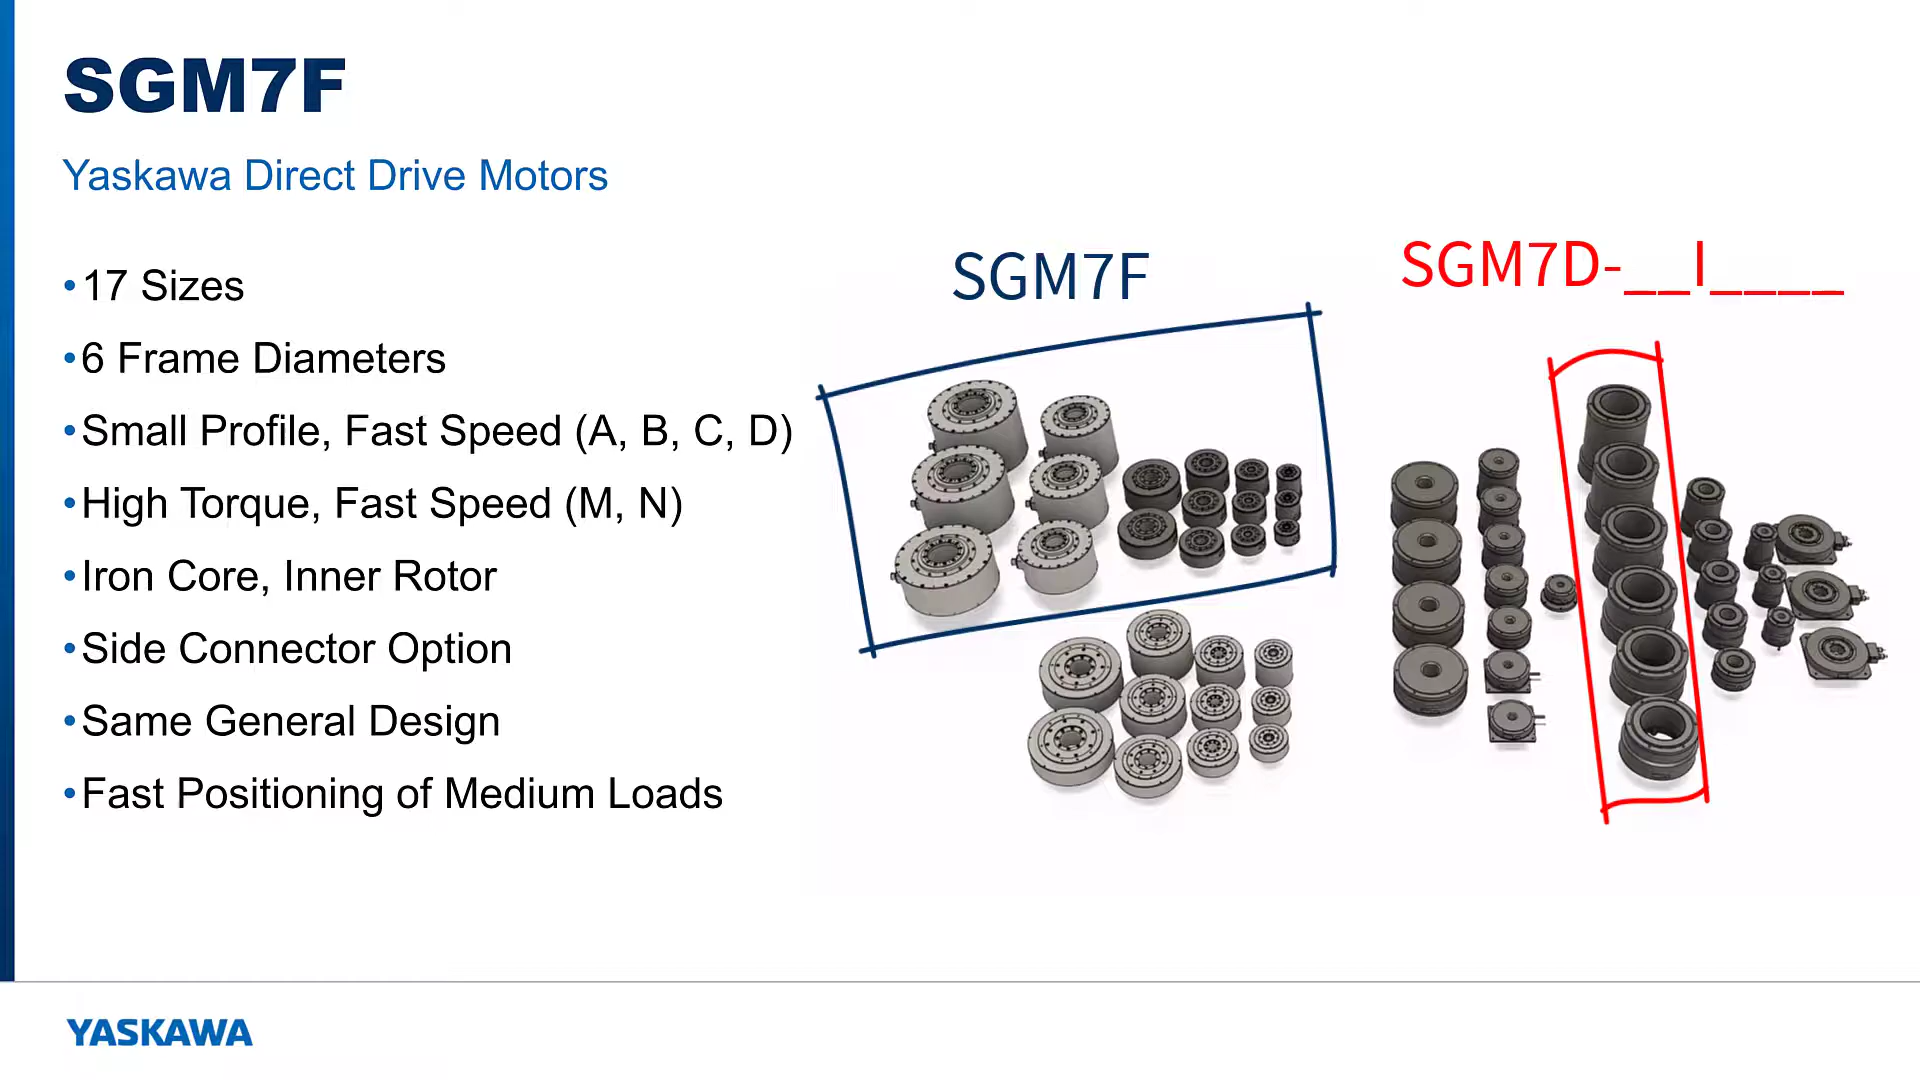 SGM7F
Yaskawa Direct Drive Motors
•17 Sizes
•6 Frame Diameters
•Small Profile, Fast Speed (A, B, C, D)
•High Torque, Fast Speed (M, N)
•Iron Core, Inner Rotor
•Side Connector Option
•Same General Design
•Fast Positioning of Medium Loads
SGM7F
SGM7D-__I____
YASKAWA